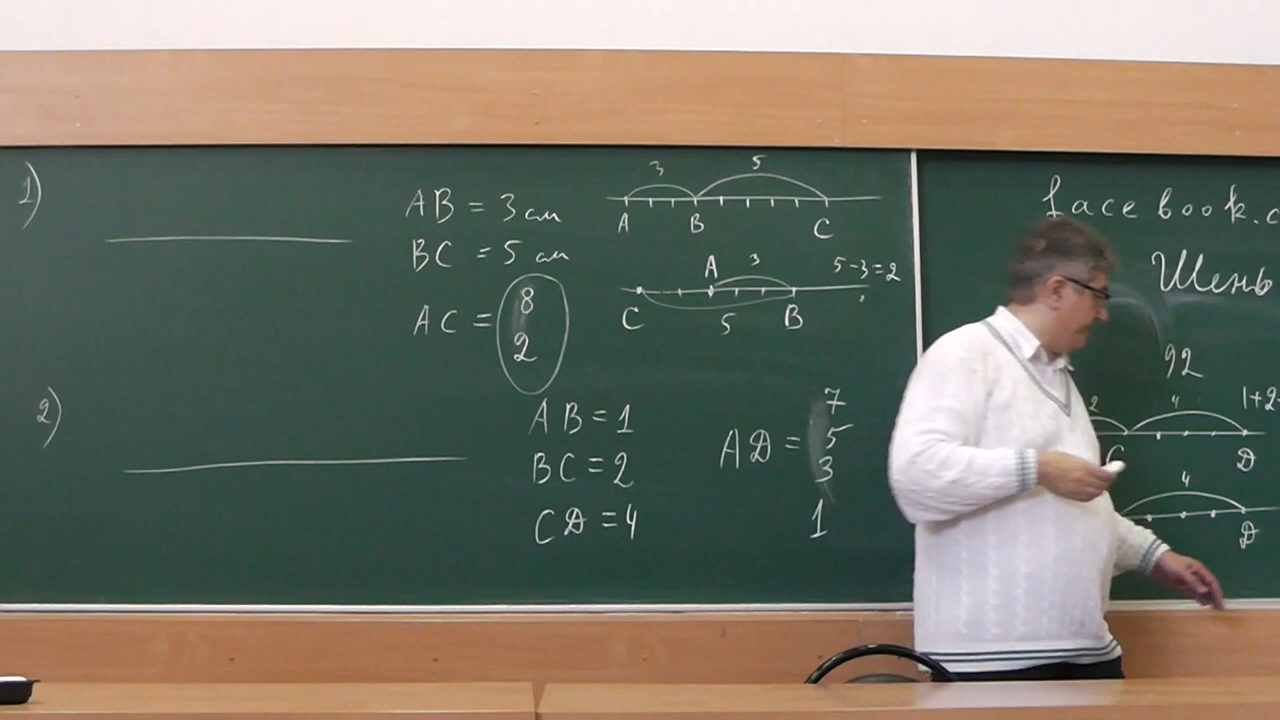 1)
AB = 3 см
BC = 5 см
AC = 8
2
3 5
A B C
A 3 5-3=2
C 5 B
2)
AB = 1
BC = 2
CD = 4
AD = 7
5
3
1
facebook.c
Шень
92
2 4 1+2
C D
4
D